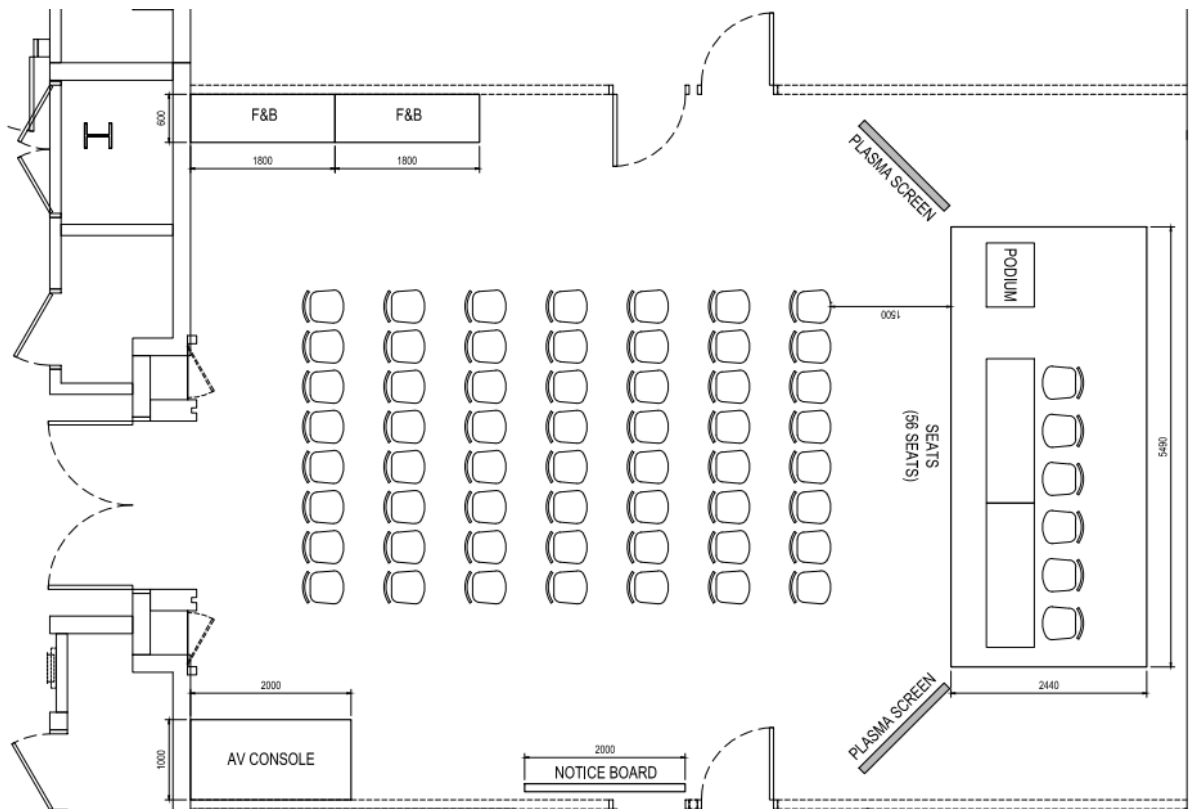 F&B
F&B
600
1800
1800
PLASMA SCREEN
PODIUM
1500
SEATS
(56 SEATS)
5490
2440
PLASMA SCREEN
2000
1000
AV CONSOLE
2000
NOTICE BOARD